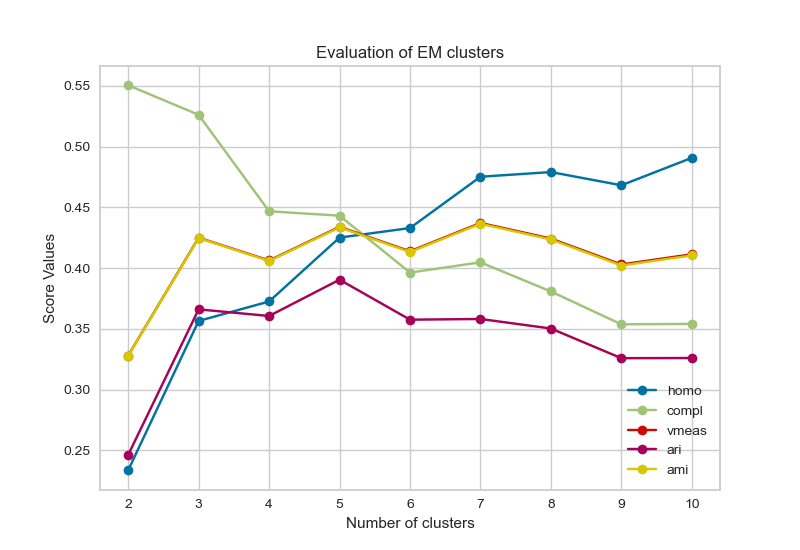 Evaluation of EM clusters
Score Values
0.55
0.50
0.45
0.40
0.35
0.30
0.25
homo
compl
vmeas
ari
ami
2 3 4 5 6 7 8 9 10
Number of clusters